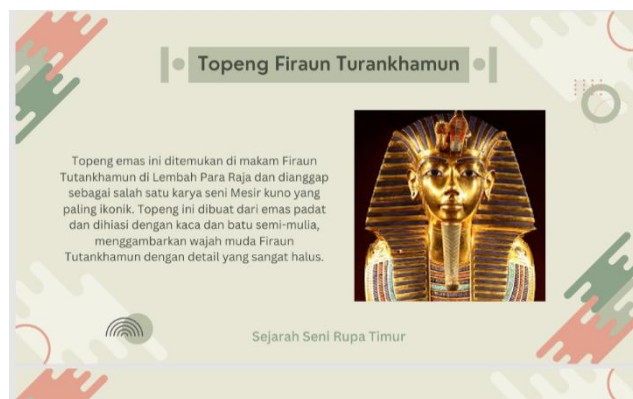 Topeng Firaun Turankhamun
Topeng emas ini ditemukan di makam Firaun
Tutankhamun di Lembah Para Raja dan dianggap
sebagai salah satu karya seni Mesir kuno yang
paling ikonik. Topeng ini dibuat dari emas padat
dan dihiasi dengan kaca dan batu semi-mulia,
menggambarkan wajah muda Firaun
Tutankhamun dengan detail yang sangat halus.
Sejarah Seni Rupa Timur